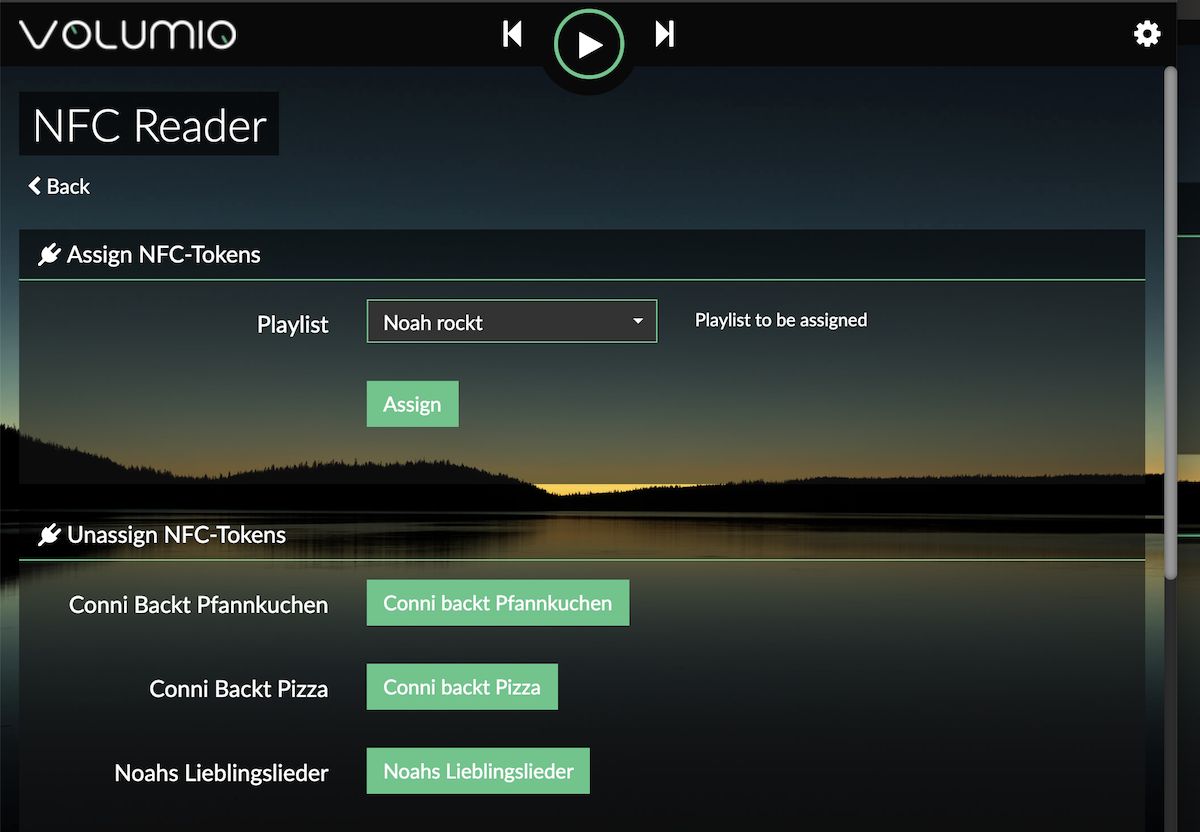 VOLUMIO
NFC Reader
Back
Assign NFC-Tokens
Playlist
Noah rockt
Playlist to be assigned
Assign
Unassign NFC-Tokens
Conni Backt Pfannkuchen
Conni backt Pfannkuchen
Conni Backt Pizza
Conni backt Pizza
Noahs Lieblingslieder
Noahs Lieblingslieder